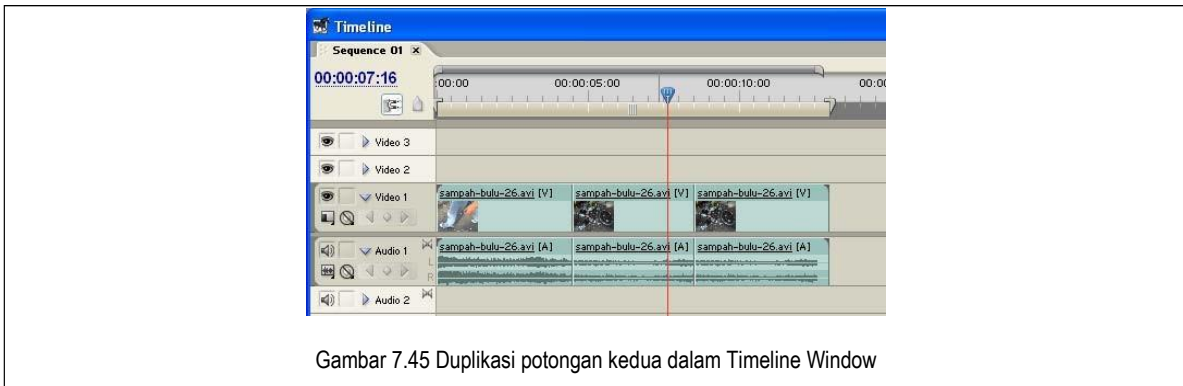 Timeline
Sequence 01
00:00:07:16
:00:00 00:00:05:00 00:00:10:00 00:00
Video 3
Video 2
Video 1
sampah-bulu-26.avi [V] sampah-bulu-26.avi [V] sampah-bulu-26.avi [V]
Audio 1
L
R
sampah-bulu-26.avi [A] sampah-bulu-26.avi [A] sampah-bulu-26.avi [A]
Audio 2
Gambar 7.45 Duplikasi potongan kedua dalam Timeline Window